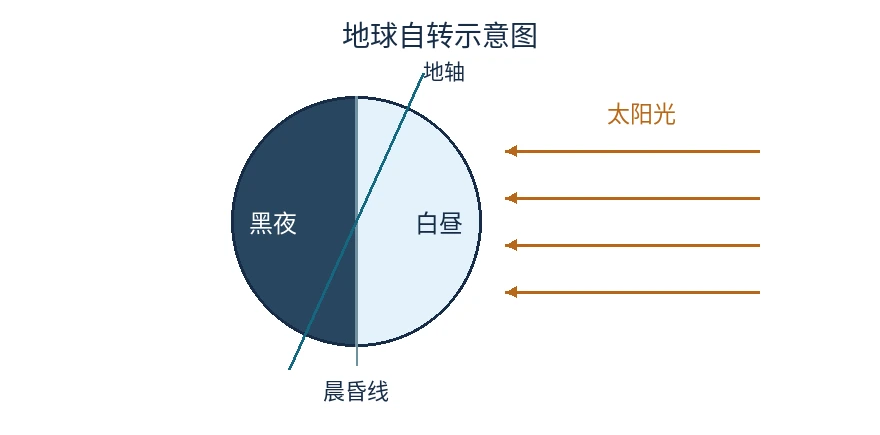 地球自转示意图
地轴
太阳光
黑夜
白昼
晨昏线